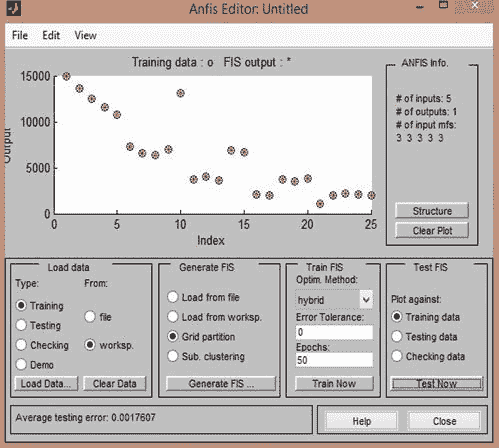 Anfis Editor: Untitled
File Edit View
Training data : o FIS output : *
Output
15000
10000
5000
0
0 5 10 15 20 25
Index
ANFIS Info.
# of inputs: 5
# of outputs: 1
# of input mfs:
3 3 3 3 3
Structure
Clear Plot
Load data
Type: From:
Training
Testing
Checking
Demo
file
worksp.
Load Data... Clear Data
Generate FIS
Load from file
Load from worksp.
Grid partition
Sub. clustering
Generate FIS ...
Train FIS
Optim. Method:
hybrid
Error Tolerance:
0
Epochs:
50
Train Now
Test FIS
Plot against:
Training data
Testing data
Checking data
Test Now
Average testing error: 0.0017607
Help Close